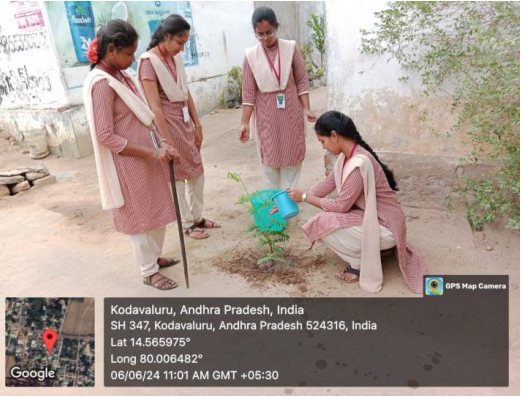 GPS Map Camera
Kodavaluru, Andhra Pradesh, India
SH 347, Kodavaluru, Andhra Pradesh 524316, India
Lat 14.565975°
Long 80.006482°
06/06/24 11:01 AM GMT +05:30
Google